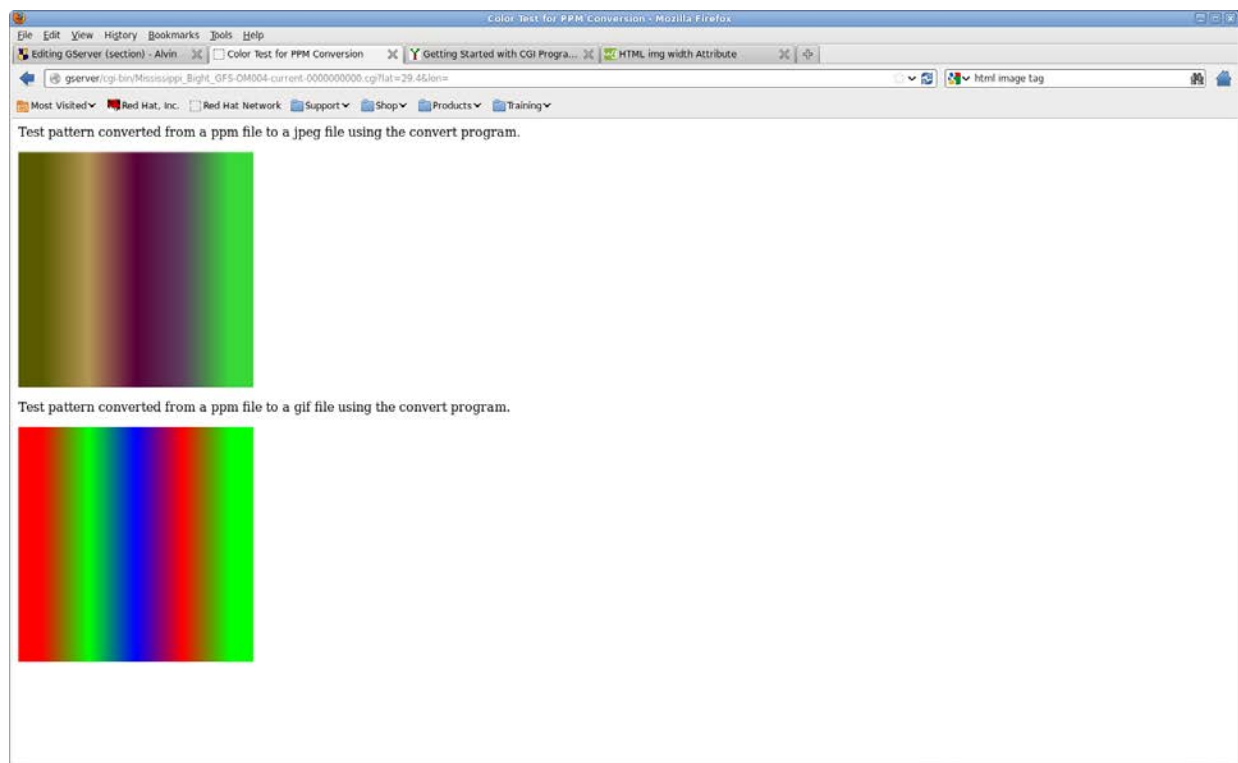 Color Test for PPM Conversion - Mozilla Firefox
File Edit View History Bookmarks Tools Help
Editing GServer (section) - Alvin
Color Test for PPM Conversion
Getting Started with CGI Progra...
HTML img width Attribute
gserver/cgi-bin/Mississippi_Bight_GFS-OM004-current-0000000000.cgi?lat=29.4&lon=
html image tag
Most Visited Red Hat, Inc. Red Hat Network Support Shop Products Training
Test pattern converted from a ppm file to a jpeg file using the convert program.
Test pattern converted from a ppm file to a gif file using the convert program.